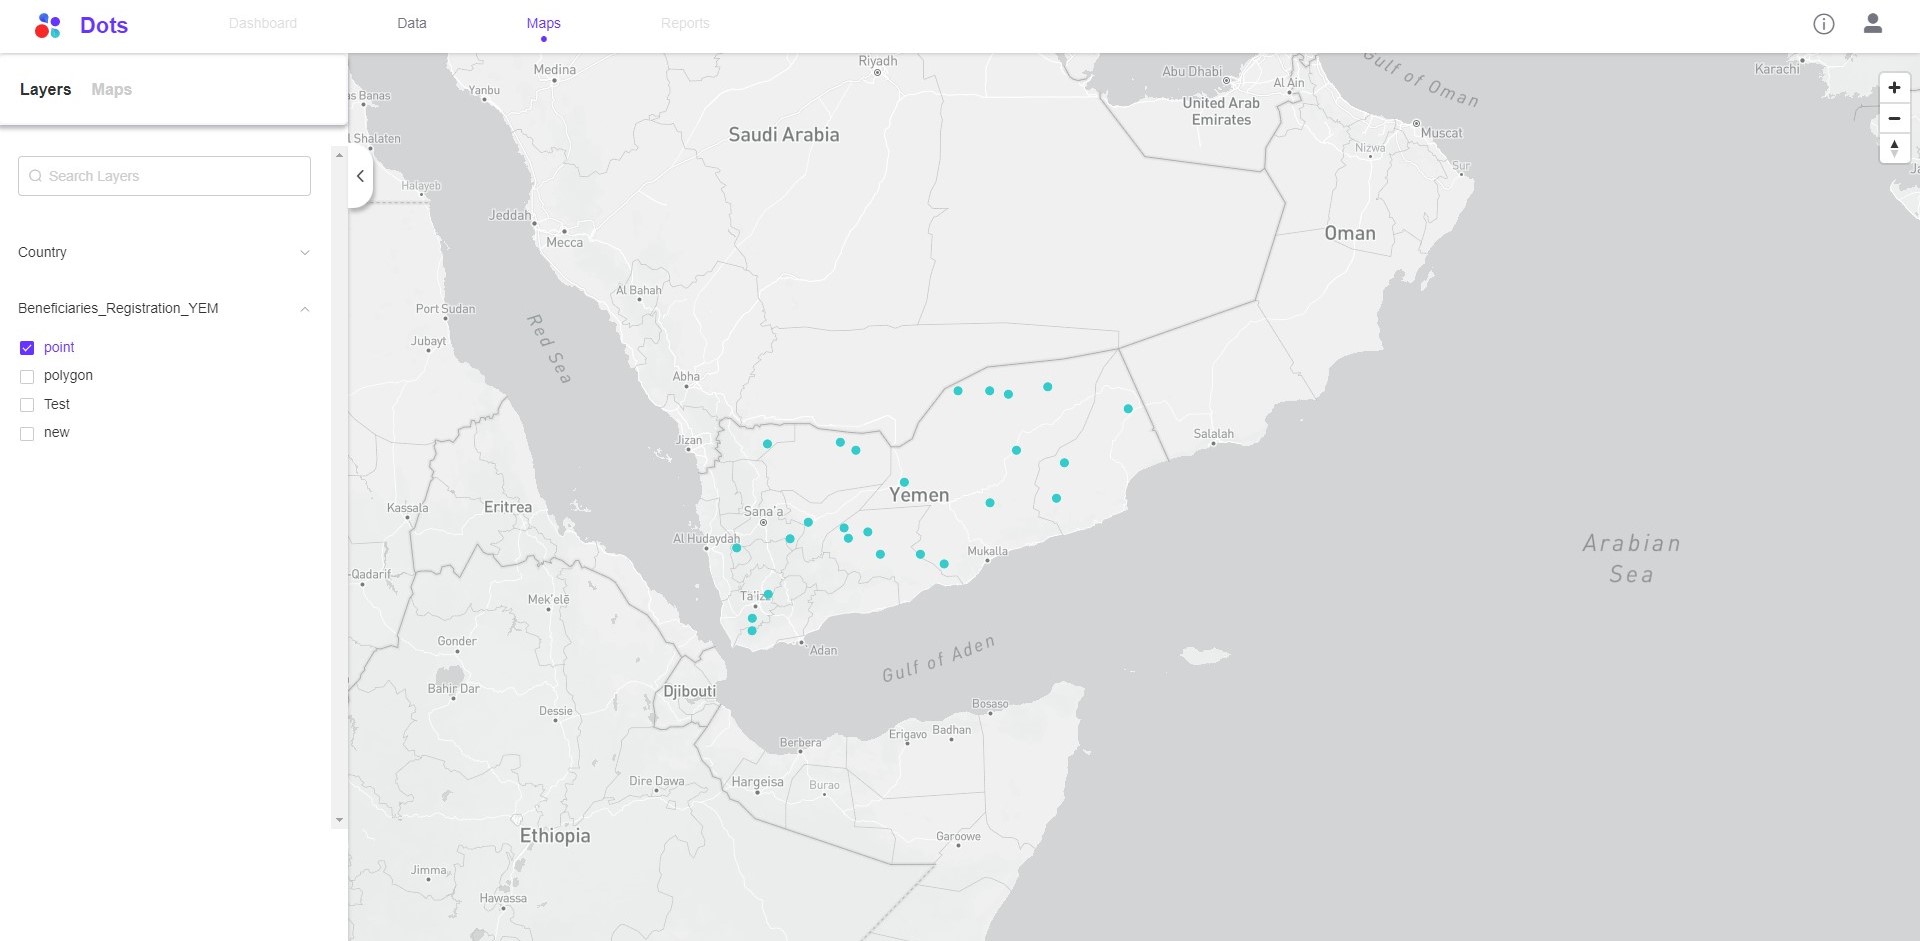 Dots
Dashboard
Data
Maps
Reports
Layers
Maps
Search Layers
Country
Beneficiaries_Registration_YEM
point
polygon
Test
new
Medina
Riyadh
Abu Dhabi
Al Ain
Gulf of Oman
Karachi
Yanbu
United Arab
Emirates
Banas
Muscat
Saudi Arabia
Shalaten
Nizwa
Sur
Halayeb
Jeddah
Mecca
Oman
Al Bahah
Port Sudan
Jubayt
Red Sea
Abha
Jizan
Salalah
Yemen
Kassala
Eritrea
Sana'a
Al Hudaydah
Arabian
Sea
Mukalla
-Qadarif
Mek'elē
Ta'izz
Gonder
Adan
Gulf of Aden
Bahir Dar
Djibouti
Dessie
Bosaso
Berbera
Erigavo
Badhan
Dire Dawa
Hargeisa
Burao
Ethiopia
Garoowe
Jimma
Hawassa